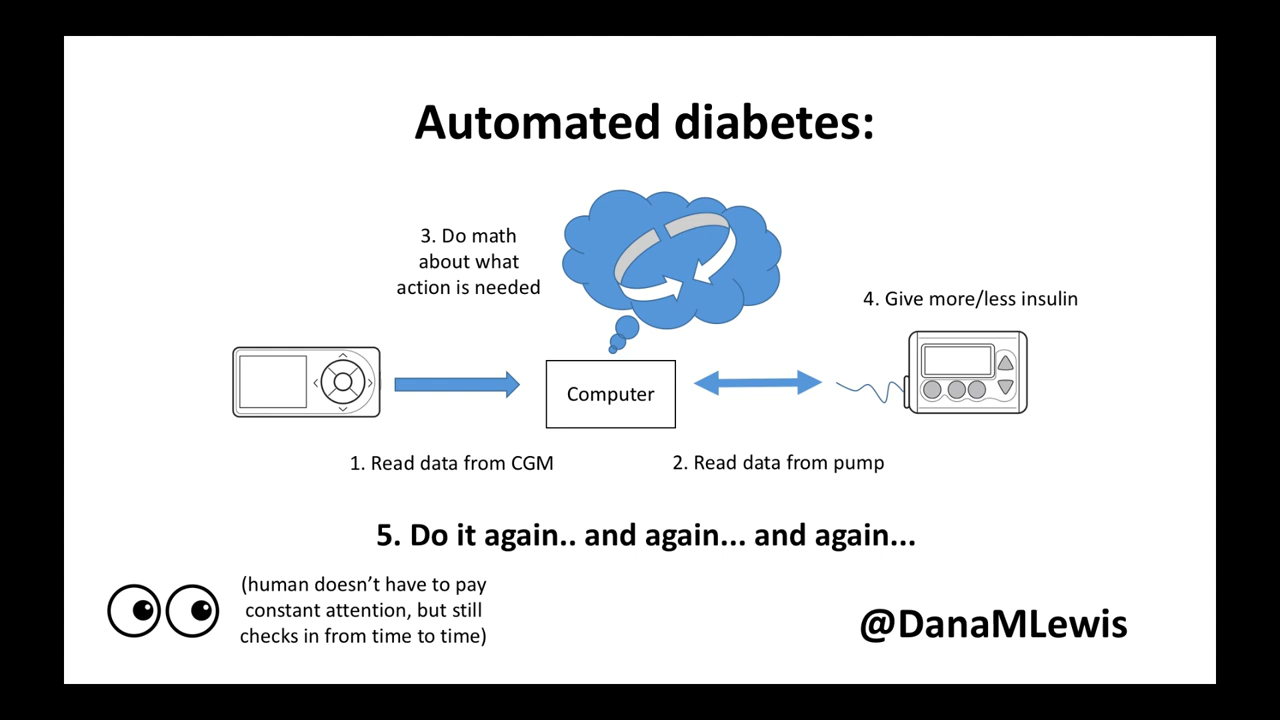 Automated diabetes:
3. Do math
about what
action is needed
4. Give more/less insulin
Computer
1. Read data from CGM
2. Read data from pump
5. Do it again.. and again... and again...
(human doesn’t have to pay
constant attention, but still
checks in from time to time)
@DanaMLewis